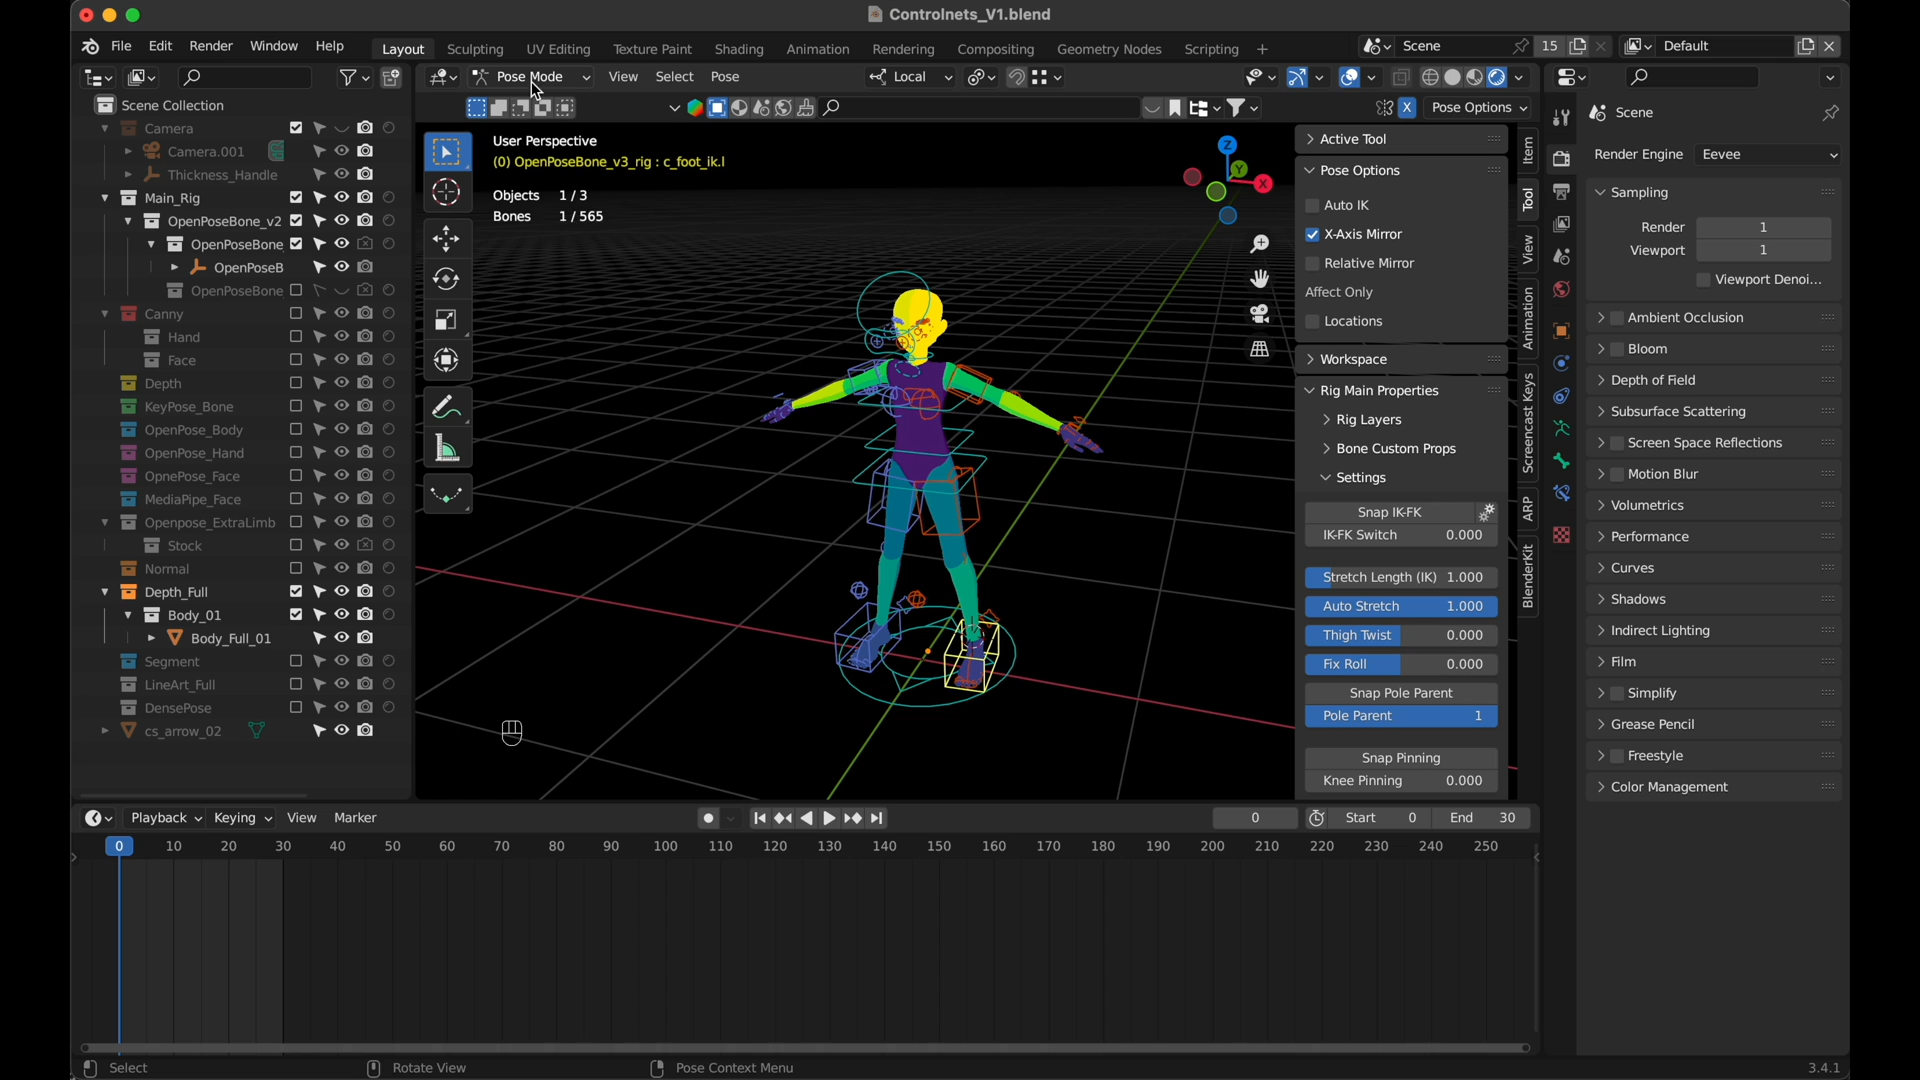 Controlnets_V1.blend
File Edit Render Window Help
Layout Sculpting UV Editing Texture Paint Shading Animation Rendering Compositing Geometry Nodes Scripting +
Scene 15 Default
Pose Mode View Select Pose Local
X Pose Options
Scene Collection
Camera
Camera.001
Thickness_Handle
Main_Rig
OpenPoseBone_v2
OpenPoseBone
OpenPoseB
OpenPoseBone
Canny
Hand
Face
Depth
KeyPose_Bone
OpenPose_Body
OpenPose_Hand
OpnePose_Face
MediaPipe_Face
Openpose_ExtraLimb
Stock
Normal
Depth_Full
Body_01
Body_Full_01
Segment
LineArt_Full
DensePose
cs_arrow_02
User Perspective
(0) OpenPoseBone_v3_rig : c_foot_ik.l
Objects 1 / 3
Bones 1 / 565
Z
Y
X
Active Tool
Pose Options
Auto IK
X-Axis Mirror
Relative Mirror
Affect Only
Locations
Workspace
Rig Main Properties
Rig Layers
Bone Custom Props
Settings
Snap IK-FK
IK-FK Switch 0.000
Stretch Length (IK) 1.000
Auto Stretch 1.000
Thigh Twist 0.000
Fix Roll 0.000
Snap Pole Parent
Pole Parent 1
Snap Pinning
Knee Pinning 0.000
Item
Tool
View
Animation
Screencast Keys
ARP
BlenderKit
Scene
Render Engine Eevee
Sampling
Render 1
Viewport 1
Viewport Denoi...
Ambient Occlusion
Bloom
Depth of Field
Subsurface Scattering
Screen Space Reflections
Motion Blur
Volumetrics
Performance
Curves
Shadows
Indirect Lighting
Film
Simplify
Grease Pencil
Freestyle
Color Management
Playback Keying View Marker
0 Start 0 End 30
0 10 20 30 40 50 60 70 80 90 100 110 120 130 140 150 160 170 180 190 200 210 220 230 240 250
Select Rotate View Pose Context Menu 3.4.1